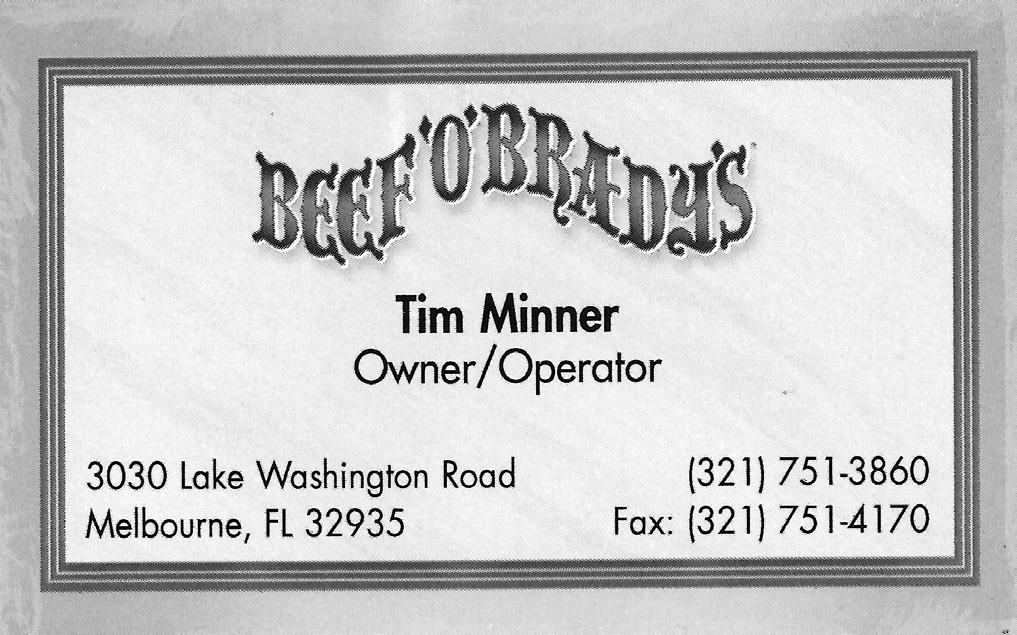 BEEF 'O' BRADY'S
Tim Minner
Owner/Operator
3030 Lake Washington Road
Melbourne, FL 32935
(321) 751-3860
Fax: (321) 751-4170